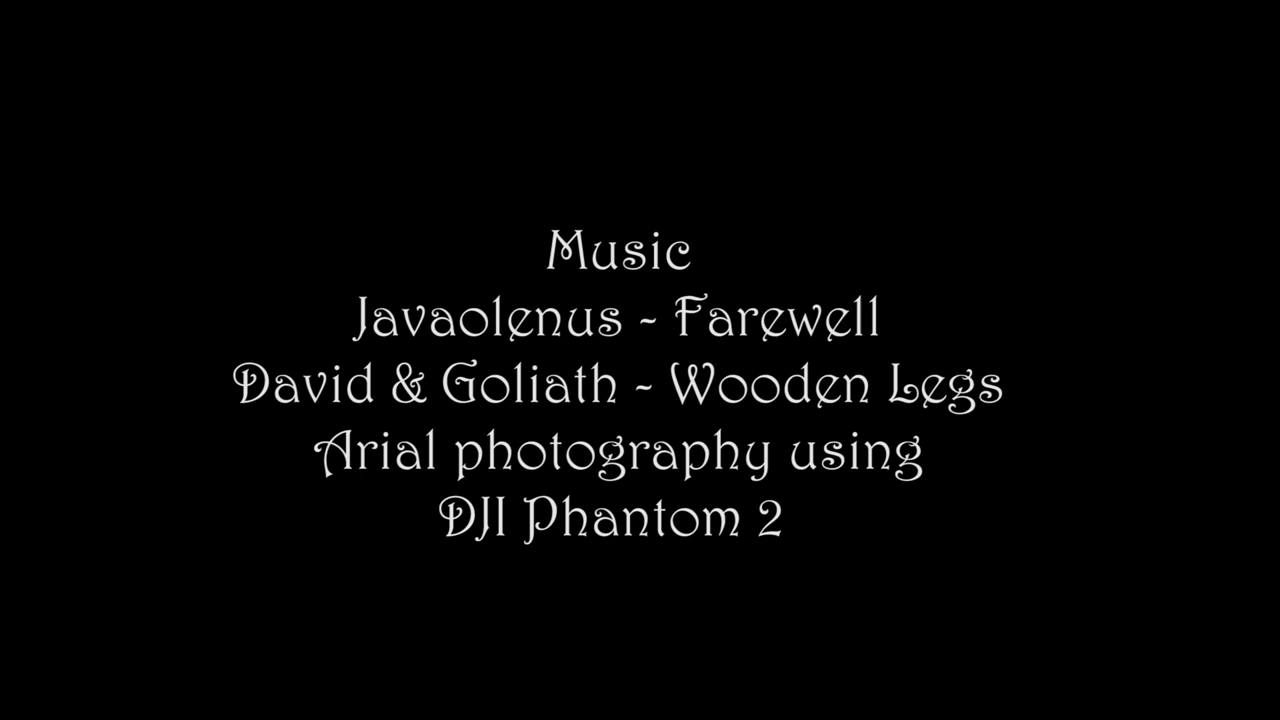 Music
Javaolenus - Farewell
David & Goliath - Wooden Legs
Arial photography using
DJI Phantom 2